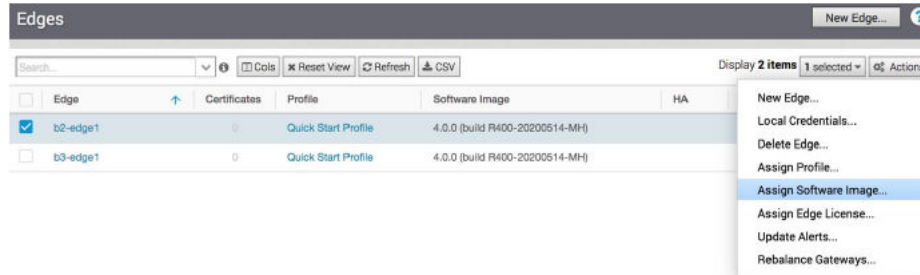 Edges
New Edge...
Search...
Cols
Reset View
Refresh
CSV
Display 2 items
1 selected
Actions
Edge
Certificates
Profile
Software Image
HA
b2-edge1
0
Quick Start Profile
4.0.0 (build R400-20200514-MH)
b3-edge1
0
Quick Start Profile
4.0.0 (build R400-20200514-MH)
New Edge...
Local Credentials...
Delete Edge...
Assign Profile...
Assign Software Image...
Assign Edge License...
Update Alerts...
Rebalance Gateways...